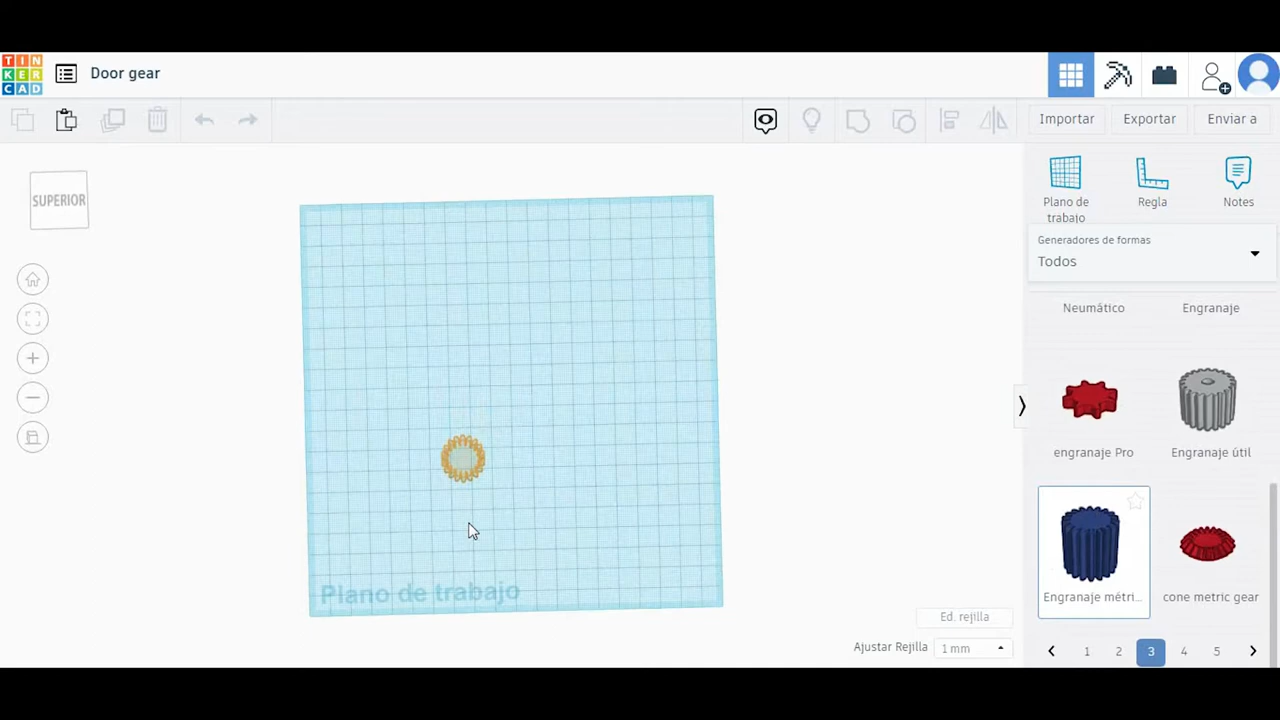 TIN
KER
CAD
Door gear
Importar
Exportar
Enviar a
SUPERIOR
Plano de
trabajo
Regla
Notes
Generadores de formas
Todos
Neumático
Engranaje
engranaje Pro
Engranaje útil
Engranaje métri...
cone metric gear
Plano de trabajo
Ed. rejilla
Ajustar Rejilla
1 mm
1
2
3
4
5